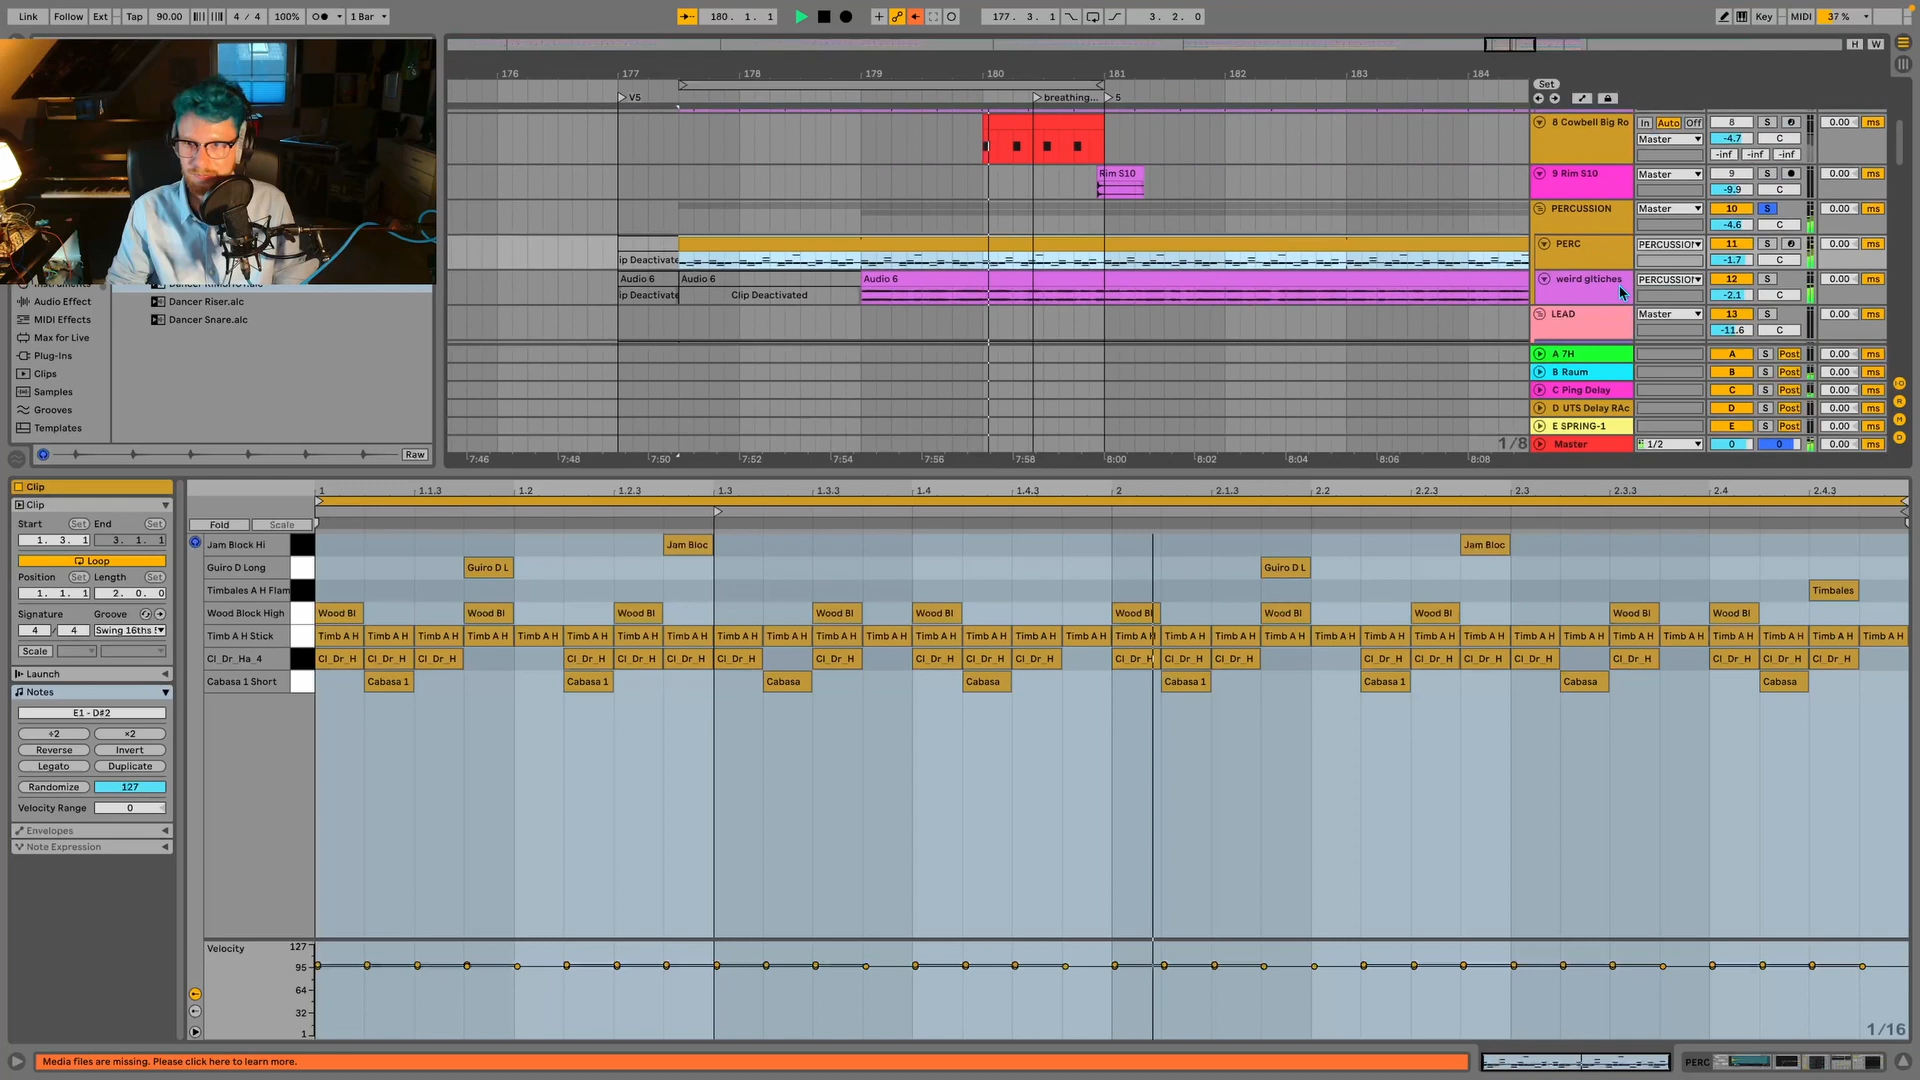 Link Follow Ext Tap 90.00 4 / 4 100% 1 Bar 180. 1. 1 177. 3. 1 3. 2. 0 Key MIDI 37 %
H W
176 177 178 179 180 181 182 183 184
Set
V5 breathing... 5
8 Cowbell Big Ro In Auto Off 8 S 0.00 ms
Master -4.7 C
-inf -inf -inf
Rim S10 9 Rim S10 Master 9 S 0.00 ms
-9.9 C
PERCUSSION Master 10 S 0.00 ms
-4.6 C
PERC PERCUSSION 11 S 0.00 ms
ip Deactivate -1.7 C
Audio 6 Audio 6 Audio 6 weird gltiches PERCUSSION 12 S 0.00 ms
ip Deactivate Clip Deactivated -2.1 C
LEAD Master 13 S 0.00 ms
-11.6 C
A 7H A S Post 0.00 ms
B Raum B S Post 0.00 ms
C Ping Delay C S Post 0.00 ms
D UTS Delay RAc D S Post 0.00 ms
E SPRING-1 E S Post 0.00 ms
1/8 Master 1/2 0 0 0.00 ms
7:46 7:48 7:50 7:52 7:54 7:56 7:58 8:00 8:02 8:04 8:06 8:08
Audio Effect Dancer Riser.alc
MIDI Effects Dancer Snare.alc
Max for Live
Plug-Ins
Clips
Samples
Grooves
Templates
Raw
Clip
Clip
Start Set End Set
1. 3. 1 3. 1. 1
Loop
Position Set Length Set
1. 1. 1 2. 0. 0
Signature Groove
4 / 4 Swing 16ths
Scale
Launch
Notes
E1 - D#2
÷2 ×2
Reverse Invert
Legato Duplicate
Randomize 127
Velocity Range 0
Envelopes
Note Expression
1 1.1.3 1.2 1.2.3 1.3 1.3.3 1.4 1.4.3 2 2.1.3 2.2 2.2.3 2.3 2.3.3 2.4 2.4.3
Fold Scale
Jam Block Hi Jam Bloc Jam Bloc
Guiro D Long Guiro D L Guiro D L
Timbales A H Flam Timbales
Wood Block High Wood Bl Wood Bl Wood Bl Wood Bl Wood Bl Wood Bl Wood Bl Wood Bl Wood Bl Wood Bl
Timb A H Stick Timb A H Timb A H Timb A H Timb A H Timb A H Timb A H Timb A H Timb A H Timb A H Timb A H Timb A H Timb A H Timb A H Timb A H Timb A H Timb A H Timb A H Timb A H Timb A H Timb A H Timb A H Timb A H Timb A H Timb A H Timb A H Timb A H Timb A H Timb A H Timb A H Timb A H Timb A H Timb A H
Cl_Dr_Ha_4 Cl_Dr_H Cl_Dr_H Cl_Dr_H Cl_Dr_H Cl_Dr_H Cl_Dr_H Cl_Dr_H Cl_Dr_H Cl_Dr_H Cl_Dr_H Cl_Dr_H Cl_Dr_H Cl_Dr_H Cl_Dr_H Cl_Dr_H Cl_Dr_H Cl_Dr_H Cl_Dr_H Cl_Dr_H Cl_Dr_H Cl_Dr_H Cl_Dr_H
Cabasa 1 Short Cabasa 1 Cabasa 1 Cabasa Cabasa Cabasa 1 Cabasa 1 Cabasa Cabasa
Velocity 127
95
64
32
1
1/16
Media files are missing. Please click here to learn more.
PERC